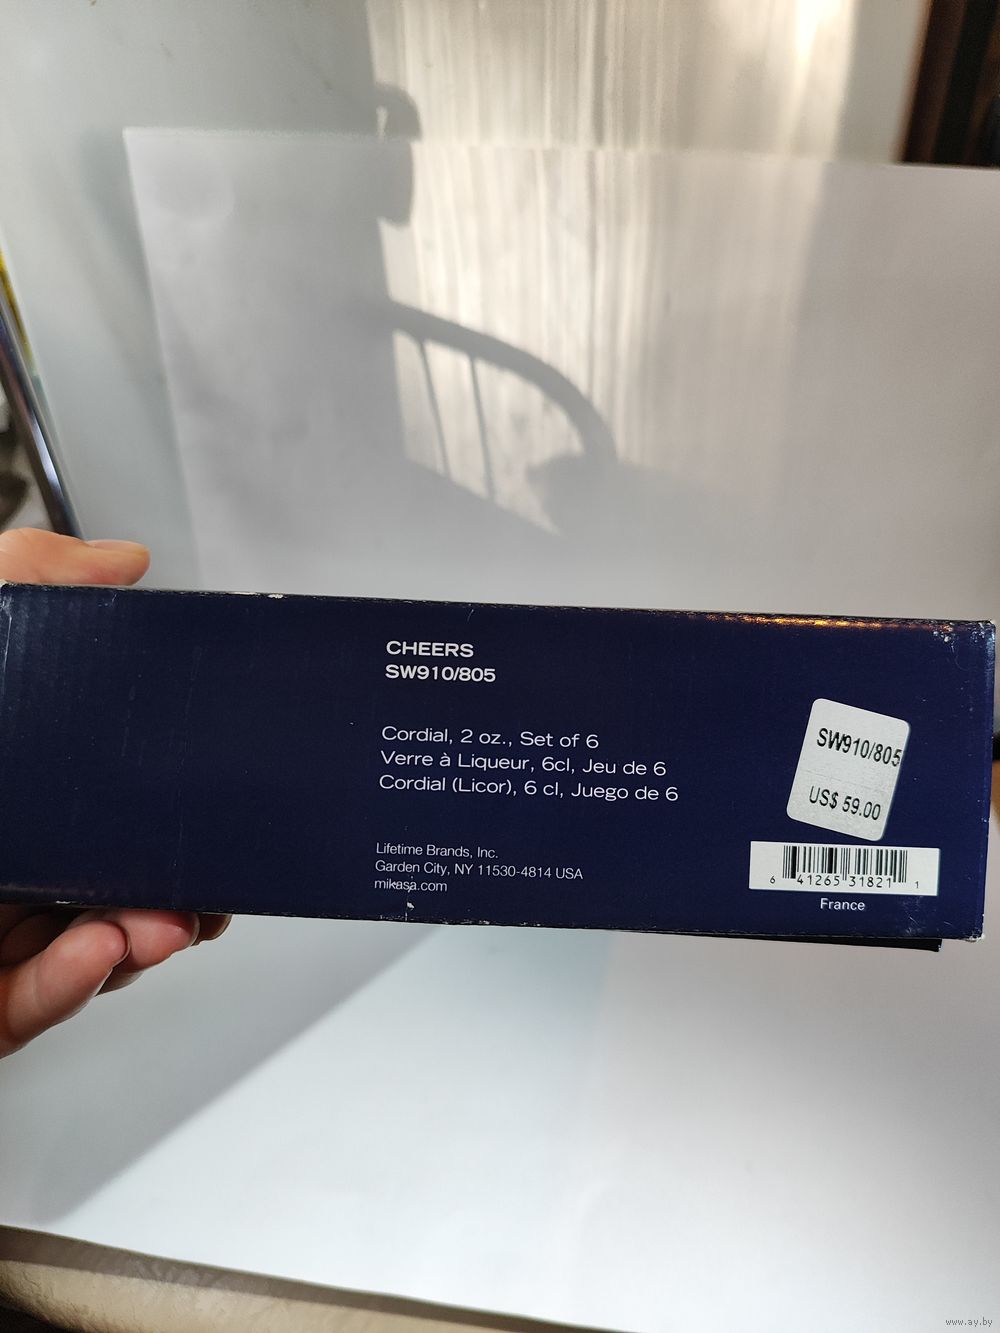 CHEERS
SW910/805
Cordial, 2 oz., Set of 6
Verre à Liqueur, 6cl, Jeu de 6
Cordial (Licor), 6 cl, Juego de 6
Lifetime Brands, Inc.
Garden City, NY 11530-4814 USA
mikasa.com
SW910/805
US$ 59.00
6 41265 31821 1
France
www.ay.by